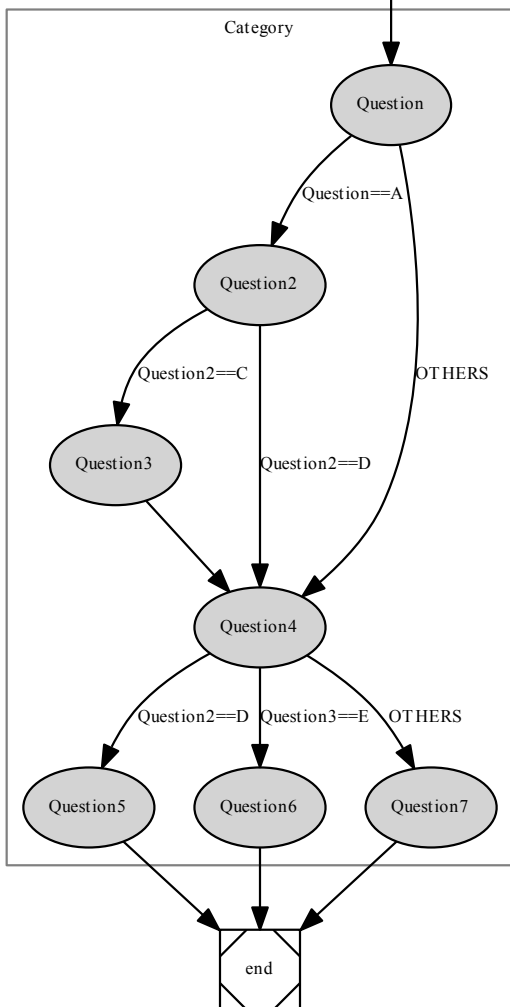 Category
Question
Question==A
Question2
Question2==C
OTHERS
Question3
Question2==D
Question4
Question2==D
Question3==E
OTHERS
Question5
Question6
Question7
end